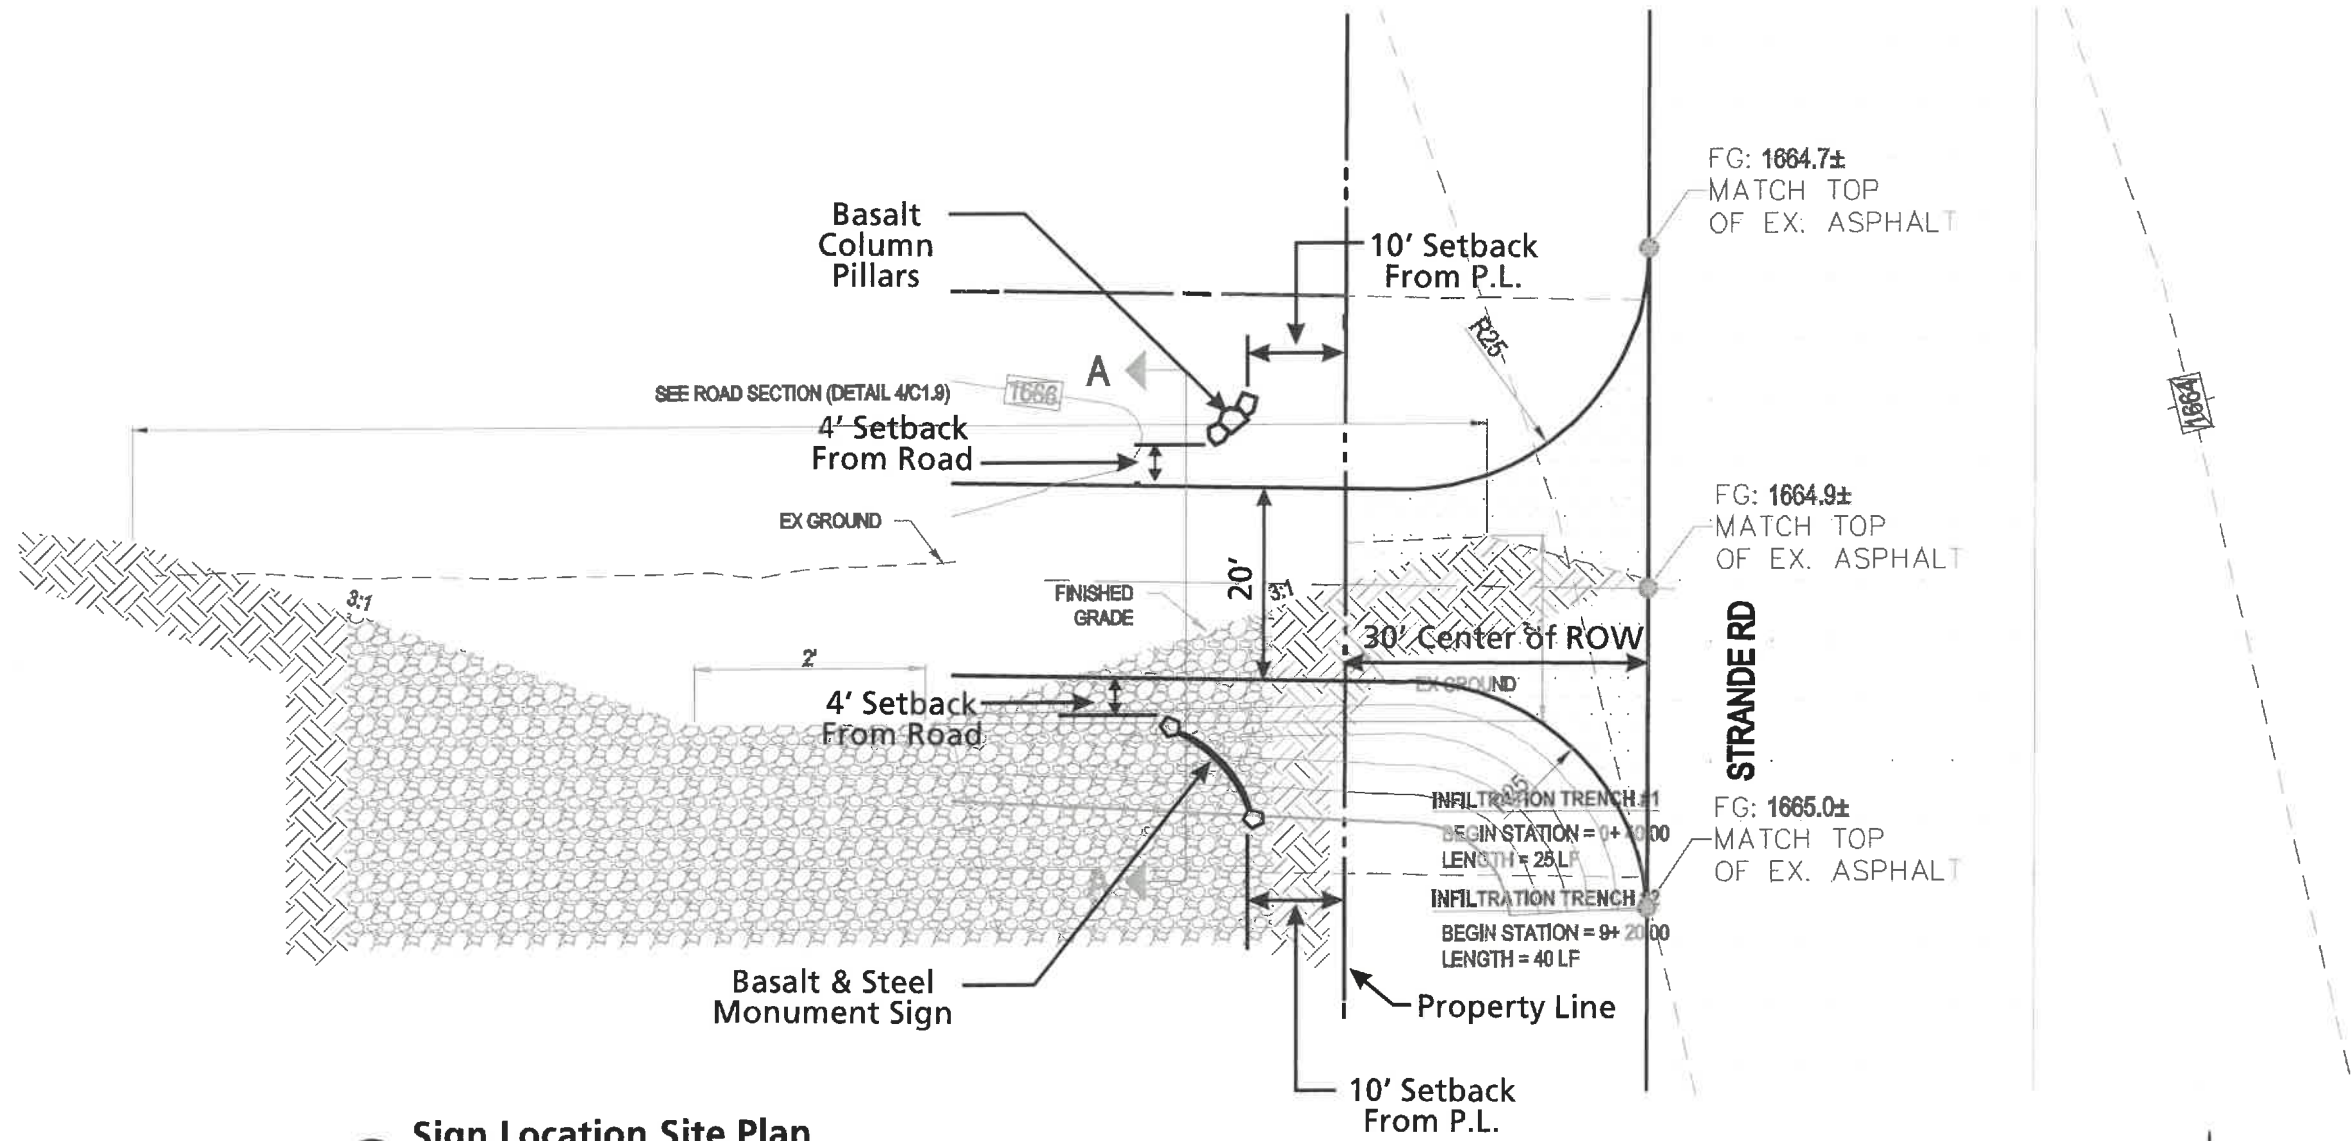 FG: 1664.7±
MATCH TOP
OF EX. ASPHALT
Basalt
Column
Pillars
10' Setback
From P.L.
R25
A
SEE ROAD SECTION (DETAIL 4/C1.9)
1666
1664
4' Setback
From Road
FG: 1664.9±
MATCH TOP
OF EX. ASPHALT
EX GROUND
20'
3:1
FINISHED
GRADE
3:1
30' Center of ROW
STRANDE RD
2'
EX GROUND
4' Setback
From Road
INFILTRATION TRENCH #1
BEGIN STATION = 0+
LENGTH = 25 LF
FG: 1665.0±
MATCH TOP
OF EX. ASPHALT
A
INFILTRATION TRENCH #2
BEGIN STATION = 9+ 20.00
LENGTH = 40 LF
Basalt & Steel
Monument Sign
Property Line
10' Setback
From P.L.
Sign Location Site Plan